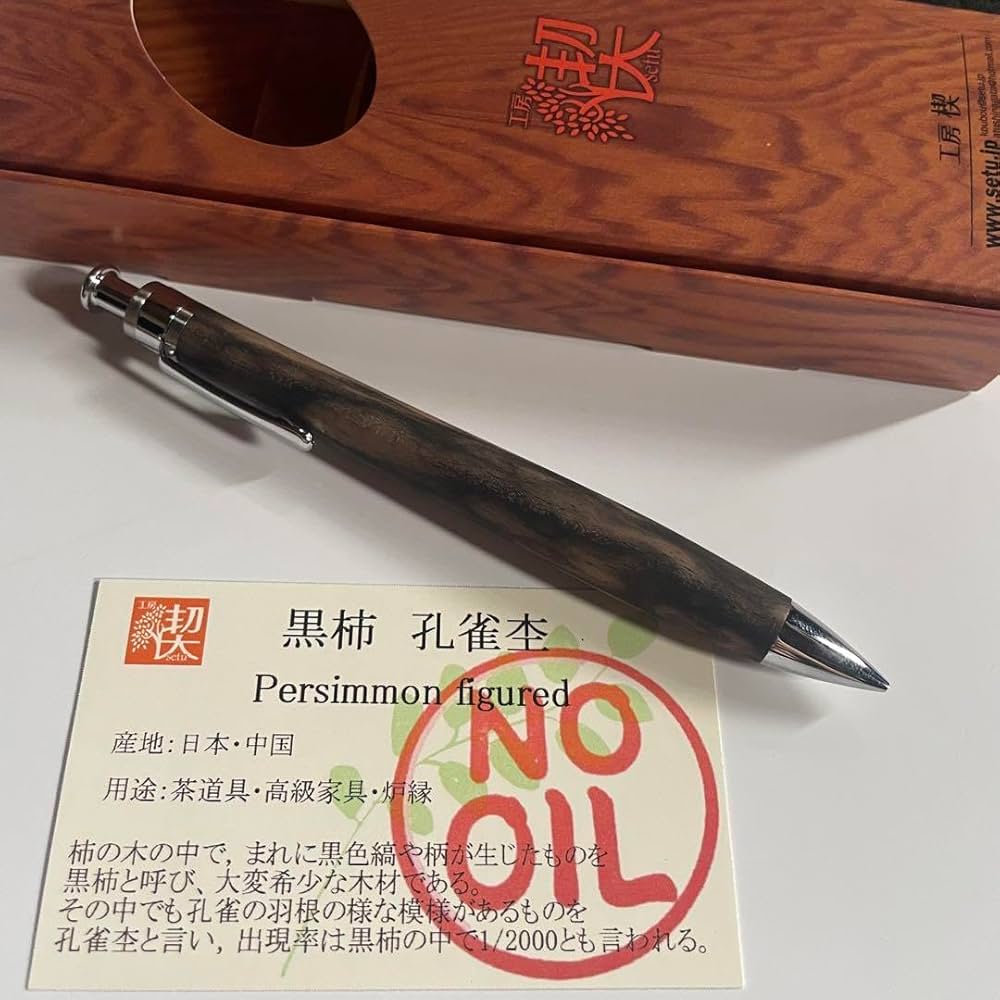 工房 楔
setu
工房 楔
www.setu.jp
工房
楔
setu
黒柿 孔雀杢
Persimmon figured
NO
OIL
産地:日本・中国
用途:茶道具・高級家具・炉縁
柿の木の中で, まれに黒色縞や柄が生じたものを
黒柿と呼び、大変希少な木材である。
その中でも孔雀の羽根の様な模様があるものを
孔雀杢と言い, 出現率は黒柿の中で1/2000とも言われる。